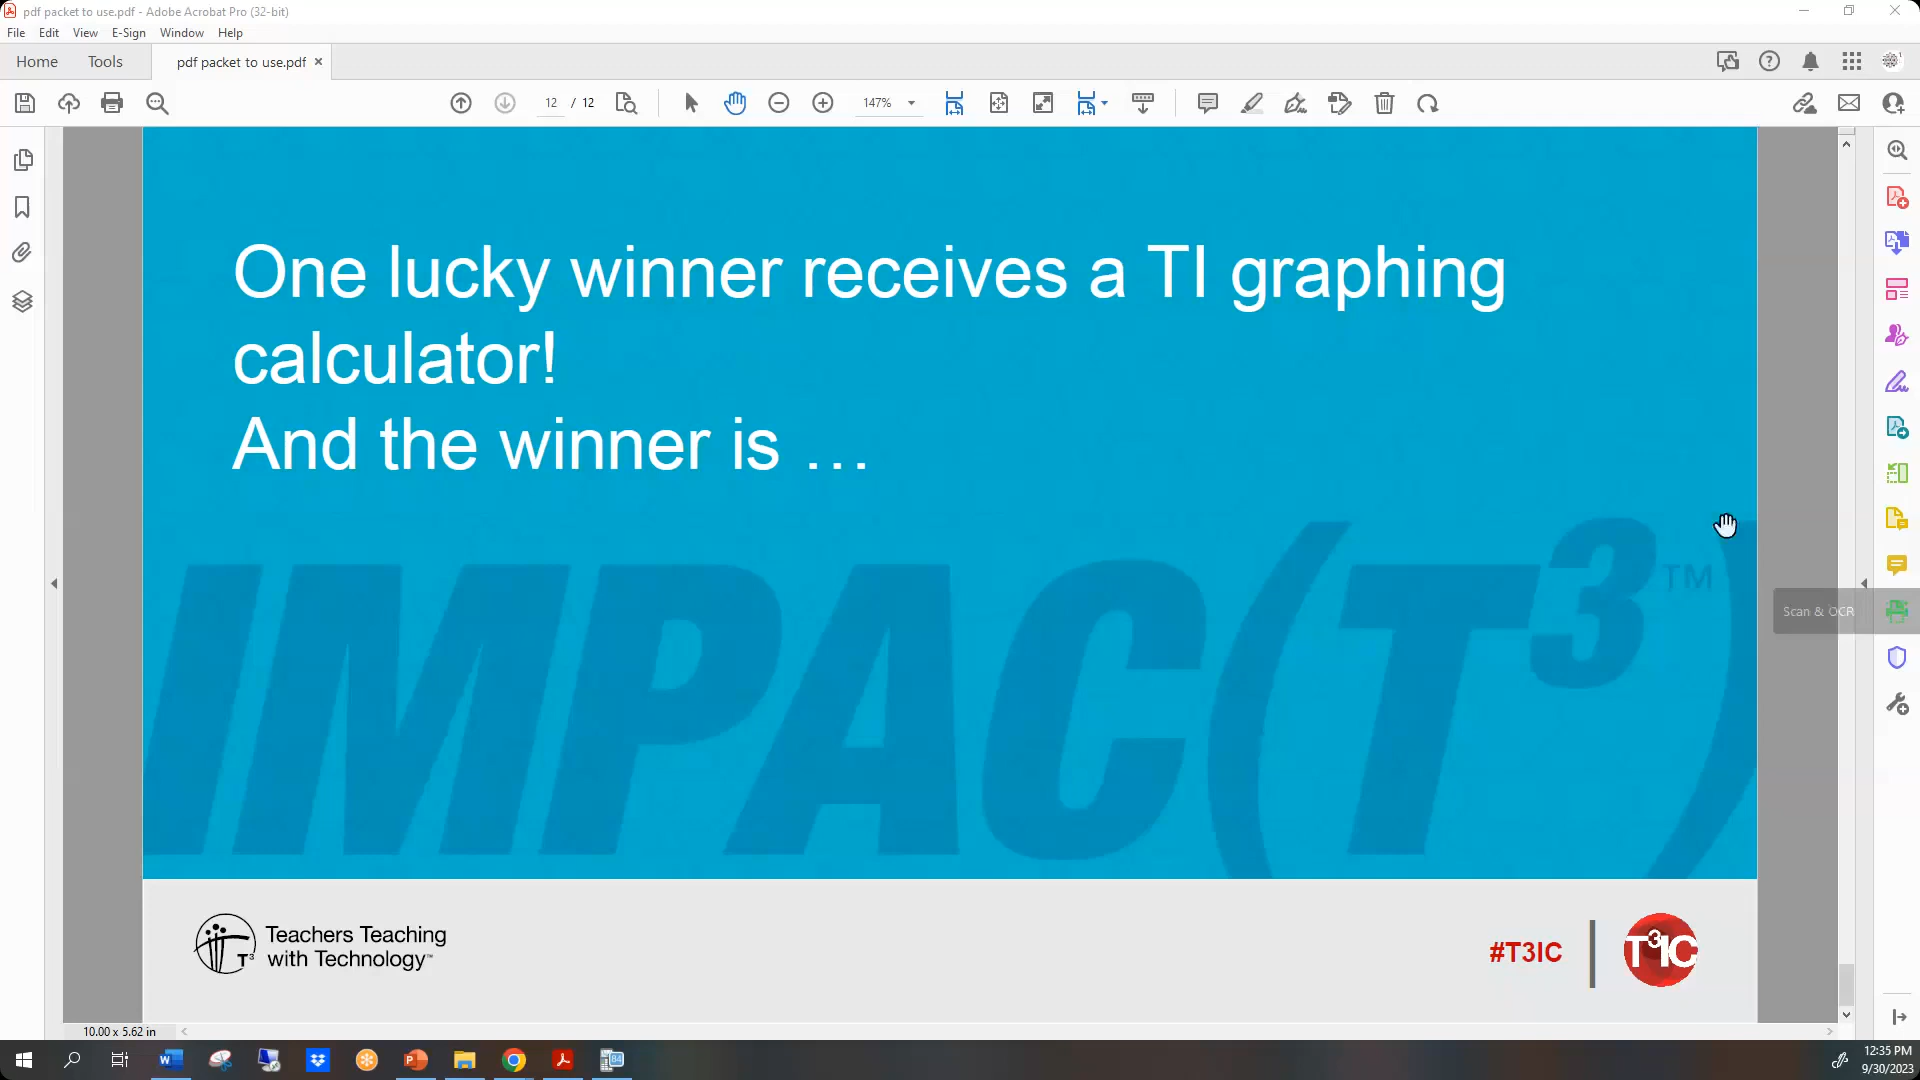 pdf packet to use.pdf - Adobe Acrobat Pro (32-bit)
File Edit View E-Sign Window Help
Home Tools pdf packet to use.pdf
12 / 12 147%
One lucky winner receives a TI graphing
calculator!
And the winner is …
IMPAC(T³™)
Scan & OCR
Teachers Teaching
with Technology™
T³
#T3IC
T³IC
10.00 x 5.62 in
84
12:35 PM
9/30/2023